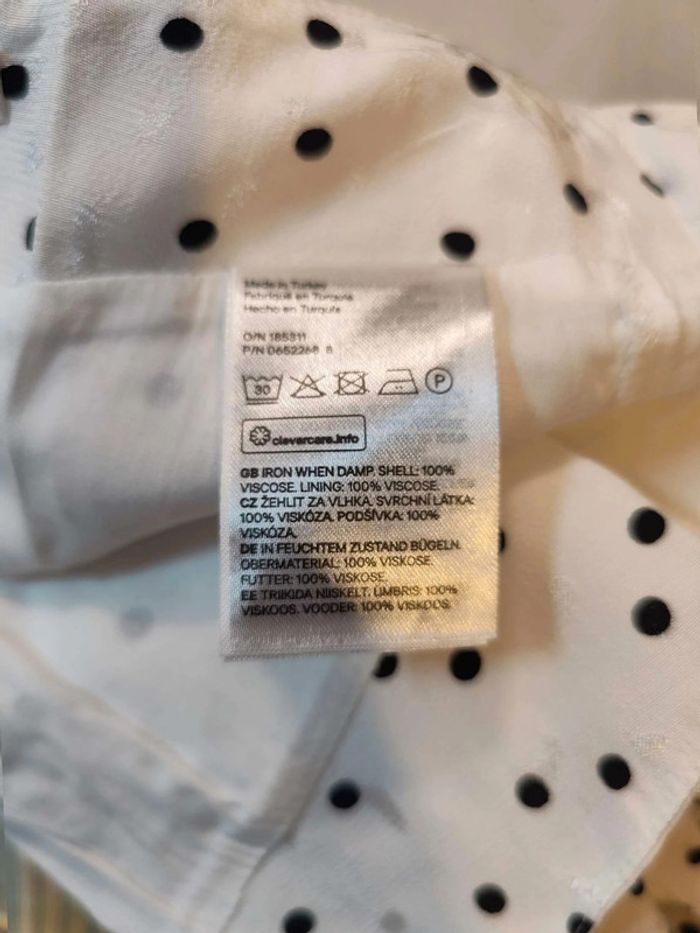 Made in Turkey
Fabriqué en Turquie
Hecho en Turquía
O/N 185311
P/N 0652268 8
30
P
clevercare.info
GB IRON WHEN DAMP. SHELL: 100%
VISCOSE. LINING: 100% VISCOSE.
CZ ŽEHLIT ZA VLHKA. SVRCHNÍ LÁTKA:
100% VISKÓZA. PODŠÍVKA: 100%
VISKÓZA.
DE IN FEUCHTEM ZUSTAND BÜGELN.
OBERMATERIAL: 100% VISKOSE.
FUTTER: 100% VISKOSE.
EE TRIIKIDA NIISKELT. ÜMBRIS: 100%
VISKOOS. VOODER: 100% VISKOOS.